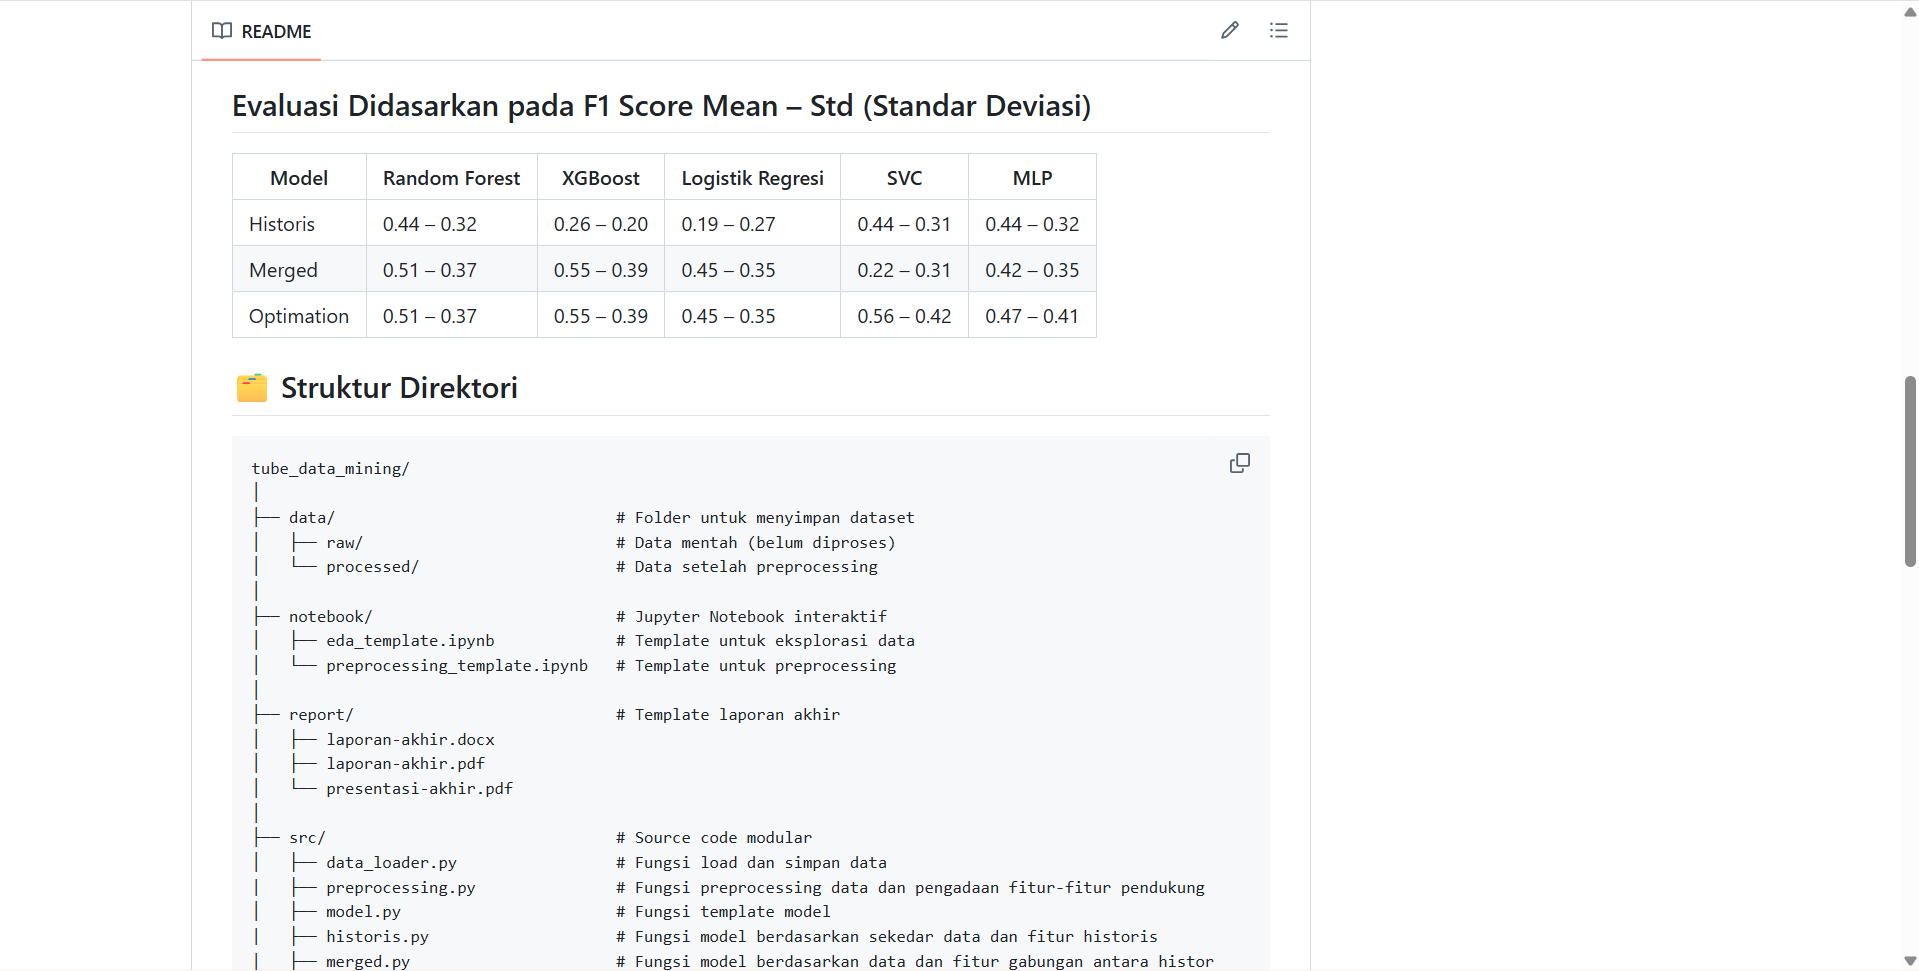 README
Evaluasi Didasarkan pada F1 Score Mean – Std (Standar Deviasi)
Model Random Forest XGBoost Logistik Regresi SVC MLP
Historis 0.44 – 0.32 0.26 – 0.20 0.19 – 0.27 0.44 – 0.31 0.44 – 0.32
Merged 0.51 – 0.37 0.55 – 0.39 0.45 – 0.35 0.22 – 0.31 0.42 – 0.35
Optimation 0.51 – 0.37 0.55 – 0.39 0.45 – 0.35 0.56 – 0.42 0.47 – 0.41
🗂️ Struktur Direktori
tube_data_mining/
│
├── data/ # Folder untuk menyimpan dataset
│ ├── raw/ # Data mentah (belum diproses)
│ └── processed/ # Data setelah preprocessing
│
├── notebook/ # Jupyter Notebook interaktif
│ ├── eda_template.ipynb # Template untuk eksplorasi data
│ └── preprocessing_template.ipynb # Template untuk preprocessing
│
├── report/ # Template laporan akhir
│ ├── laporan-akhir.docx
│ ├── laporan-akhir.pdf
│ └── presentasi-akhir.pdf
│
├── src/ # Source code modular
│ ├── data_loader.py # Fungsi load dan simpan data
│ ├── preprocessing.py # Fungsi preprocessing data dan pengadaan fitur-fitur pendukung
│ ├── model.py # Fungsi template model
│ ├── historis.py # Fungsi model berdasarkan sekedar data dan fitur historis
│ ├── merged.py # Fungsi model berdasarkan data dan fitur gabungan antara histor